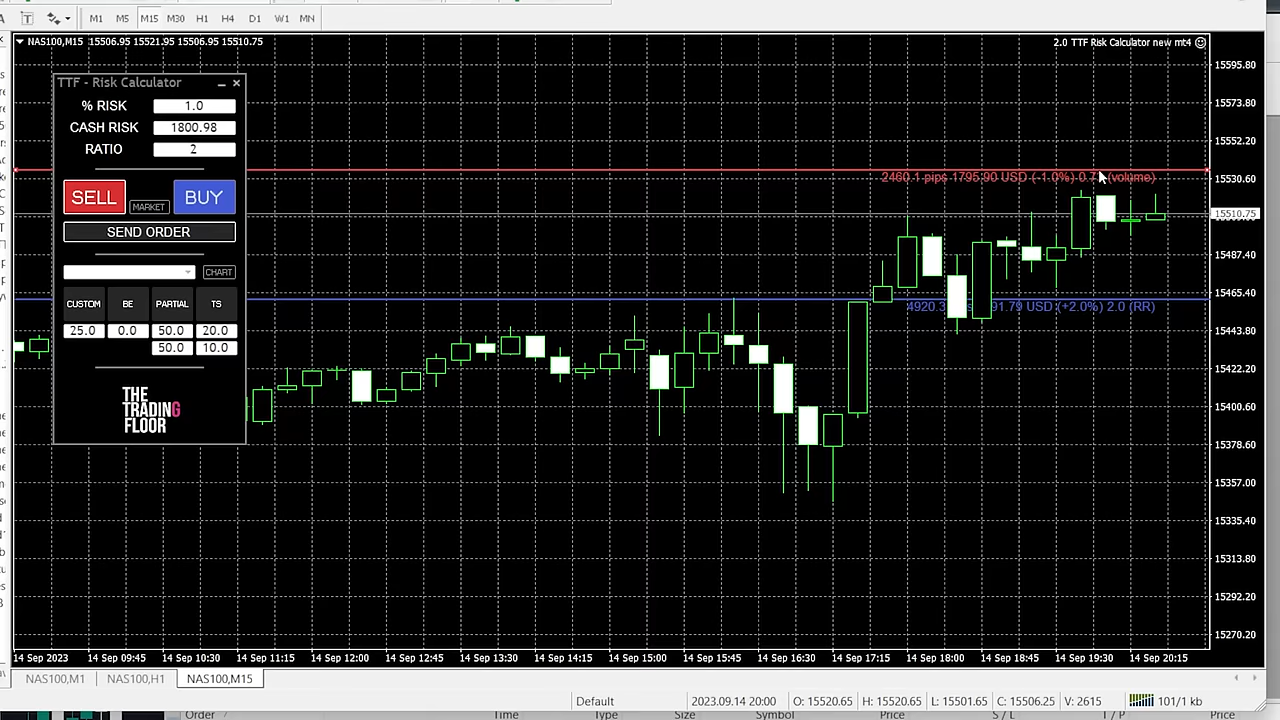 M1 M5 M15 M30 H1 H4 D1 W1 MN
NAS100,M15 15506.95 15521.95 15506.95 15510.75
2.0 TTF Risk Calculator new mt4
TTF - Risk Calculator
% RISK 1.0
CASH RISK 1800.98
RATIO 2
SELL MARKET BUY
SEND ORDER
CHART
CUSTOM BE PARTIAL TS
25.0 0.0 50.0 20.0
50.0 10.0
THE
TRADING
FLOOR
2460.1 pips 1795.90 USD (-1.0%) (volume)
USD (+2.0%) 2.0 (RR)
15595.80
15573.80
15552.20
15530.60
15510.75
15487.40
15465.40
15443.80
15422.20
15400.60
15378.60
15357.00
15335.40
15313.80
15292.20
15270.20
14 Sep 2023 14 Sep 09:45 14 Sep 10:30 14 Sep 11:15 14 Sep 12:00 14 Sep 12:45 14 Sep 13:30 14 Sep 14:15 14 Sep 15:00 14 Sep 15:45 14 Sep 16:30 14 Sep 17:15 14 Sep 18:00 14 Sep 18:45 14 Sep 19:30 14 Sep 20:15
NAS100,M1 NAS100,H1 NAS100,M15
Default 2023.09.14 20:00 O: 15520.65 H: 15520.65 L: 15501.65 C: 15506.25 V: 2615 101/1 kb
Order Time Type Size Symbol Price S / L T / P Price